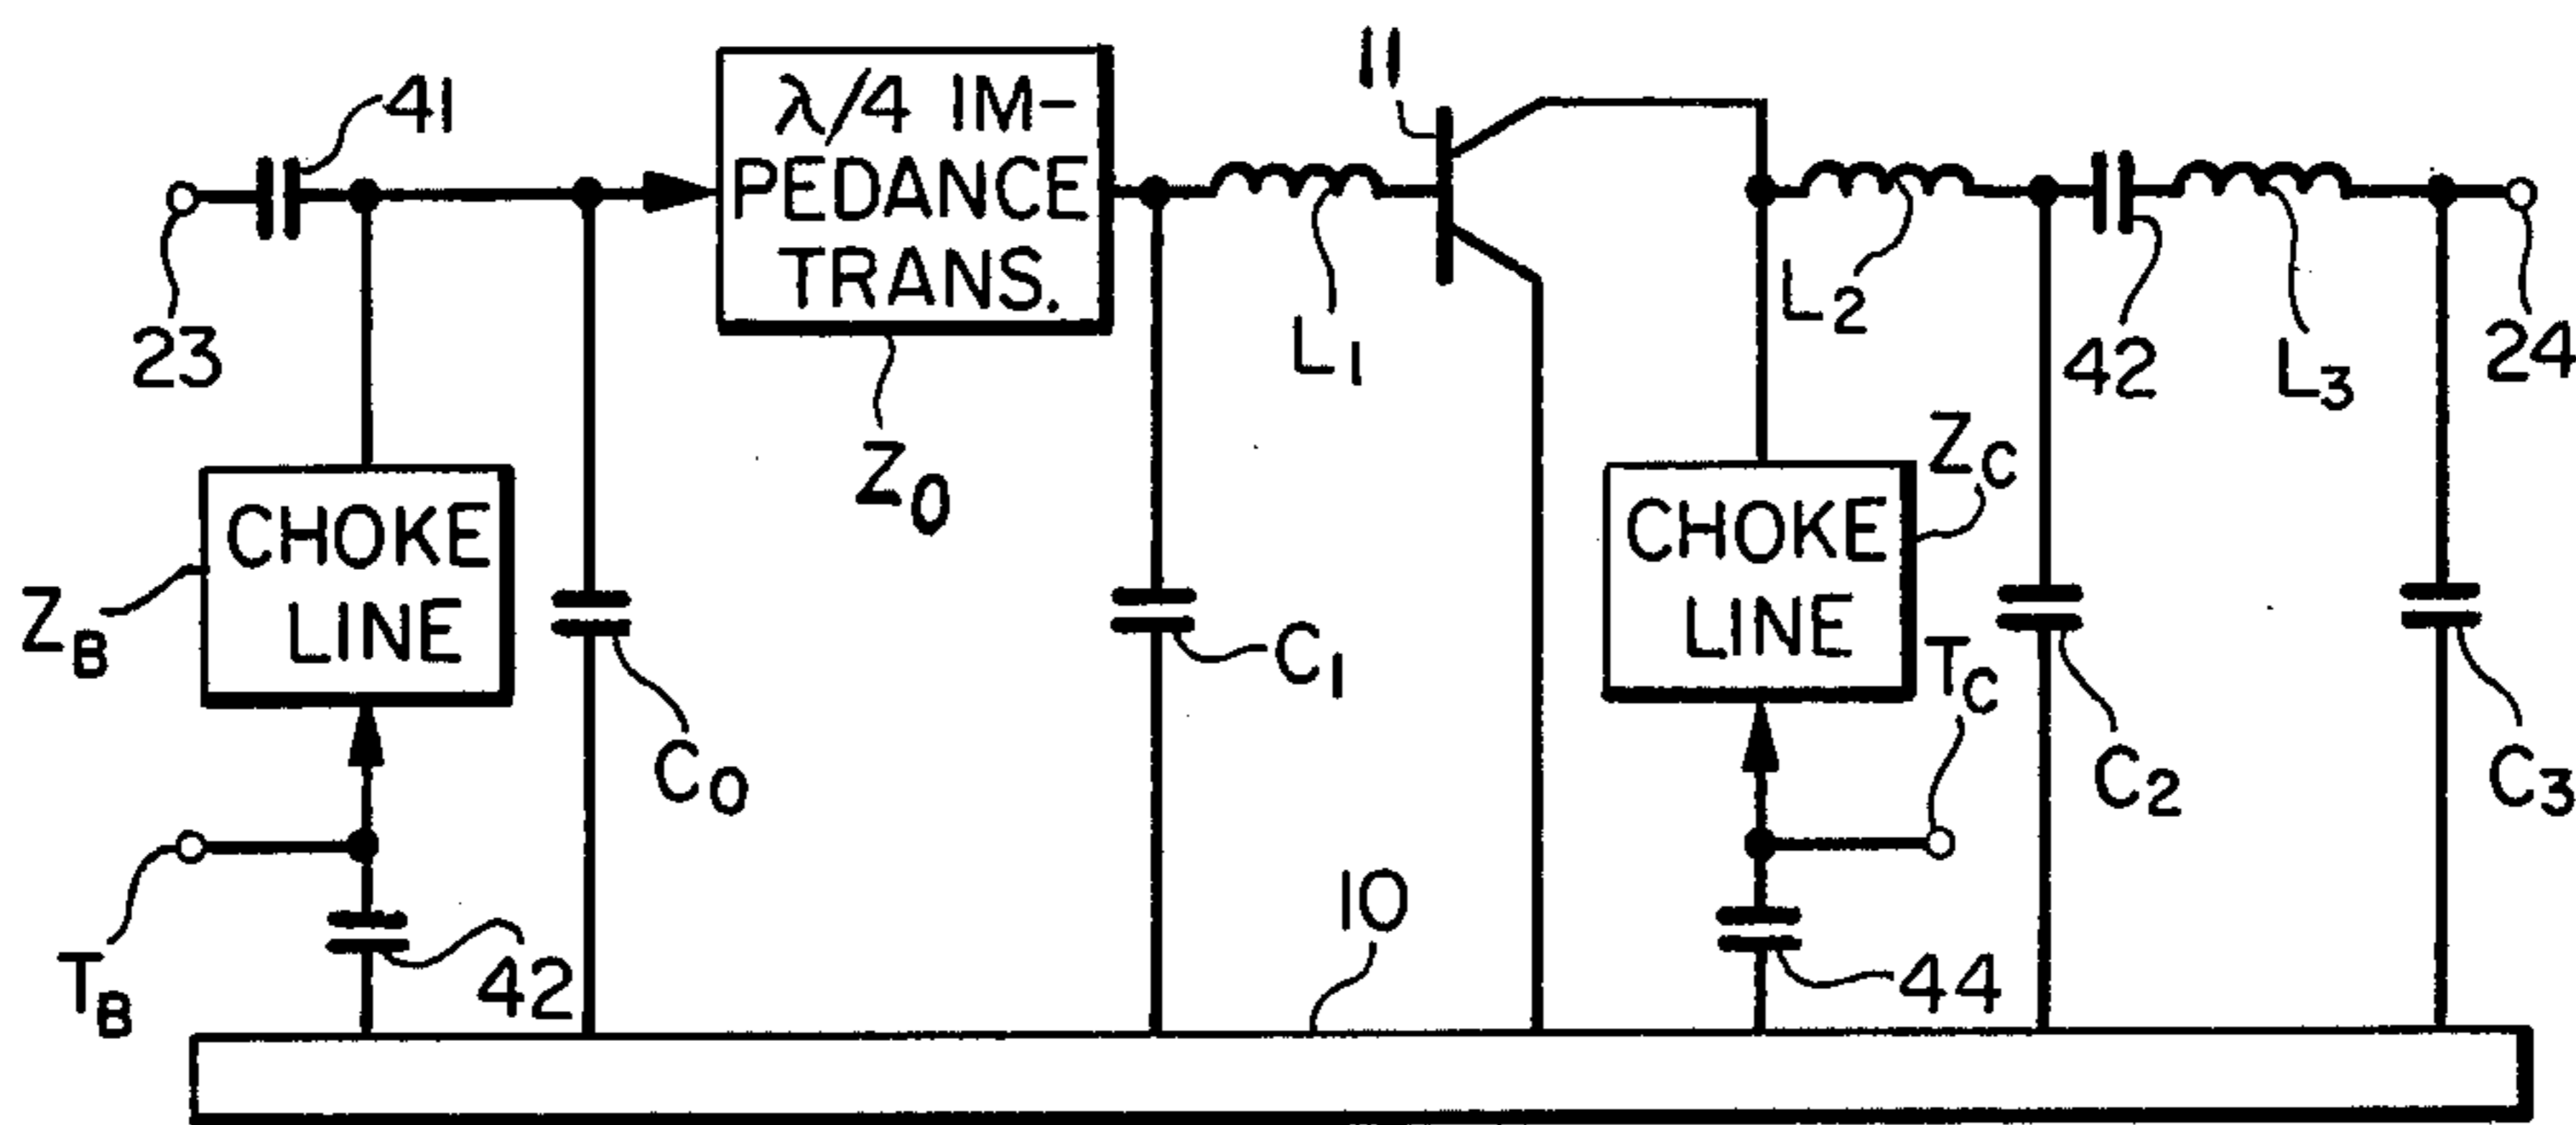 11
41
λ/4 IM-
PEDANCE
TRANS.
23
L1
L2
42
L3
24
Z0
ZC
CHOKE
LINE
CHOKE
LINE
ZB
C1
TC
C0
C2
C3
10
TB
42
44